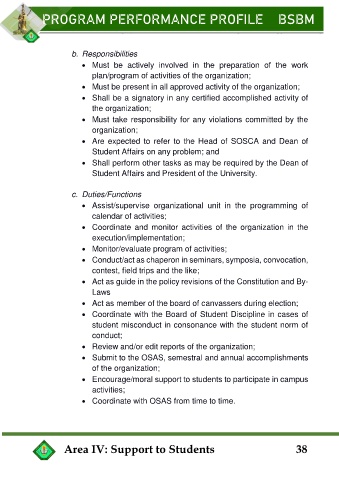 PROGRAM PERFORMANCE PROFILE BSBM
b. Responsibilities
• Must be actively involved in the preparation of the work
plan/program of activities of the organization;
• Must be present in all approved activity of the organization;
• Shall be a signatory in any certified accomplished activity of
the organization;
• Must take responsibility for any violations committed by the
organization;
• Are expected to refer to the Head of SOSCA and Dean of
Student Affairs on any problem; and
• Shall perform other tasks as may be required by the Dean of
Student Affairs and President of the University.
c. Duties/Functions
• Assist/supervise organizational unit in the programming of
calendar of activities;
• Coordinate and monitor activities of the organization in the
execution/implementation;
• Monitor/evaluate program of activities;
• Conduct/act as chaperon in seminars, symposia, convocation,
contest, field trips and the like;
• Act as guide in the policy revisions of the Constitution and By-
Laws
• Act as member of the board of canvassers during election;
• Coordinate with the Board of Student Discipline in cases of
student misconduct in consonance with the student norm of
conduct;
• Review and/or edit reports of the organization;
• Submit to the OSAS, semestral and annual accomplishments
of the organization;
• Encourage/moral support to students to participate in campus
activities;
• Coordinate with OSAS from time to time.
Area IV: Support to Students 38